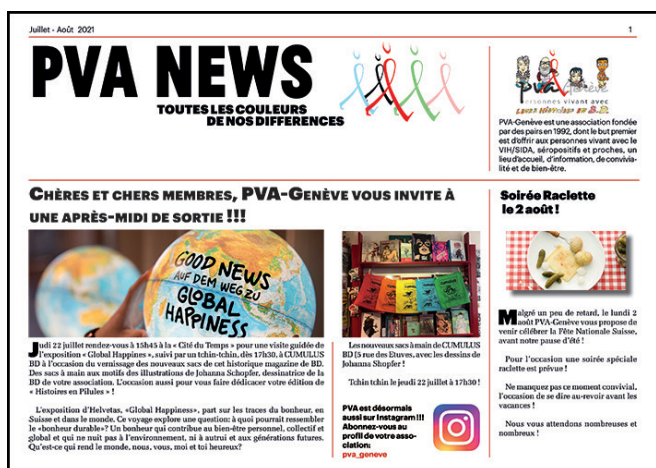 Juillet - Août 2021
1
PVA NEWS
TOUTES LES COULEURS
DE NOS DIFFERENCES
pva Genève
personnes vivant avec
Leurs Histoires en B.D.
PVA-Genève est une association fondée
par des pairs en 1992, dont le but premier
est d'offrir aux personnes vivant avec le
VIH/SIDA, séropositifs et proches, un
lieu d'accueil, d'information, de convivia-
lité et de bien-être.
CHÈRES ET CHERS MEMBRES, PVA-GENÈVE VOUS INVITE À
UNE APRÈS-MIDI DE SORTIE !!!
GOOD NEWS
AUF DEM WEG ZU
GLOBAL
HAPPINESS
Jeudi 22 juillet rendez-vous à 15h45 à la « Cité du Temps » pour une visite guidée de
l'exposition « Global Happines », suivi par un tchin-tchin, dès 17h30, à CUMULUS
BD à l'occasion du vernissage des nouveaux sacs de cet historique magazine de BD.
Des sacs à main aux motifs des illustrations de Johanna Schopfer, dessinatrice de la
BD de votre association. L'occasion aussi pour vous faire dédicacer votre édition de
« Histoires en Pilules » !
L'exposition d'Helvetas, «Global Happiness», part sur les traces du bonheur, en
Suisse et dans le monde. Ce voyage explore une question: à quoi pourrait ressembler
le «bonheur durable»? Un bonheur qui contribue au bien-être personnel, collectif et
global et qui ne nuit pas à l'environnement, ni à autrui et aux générations futures.
Qu'est-ce qui rend le monde, nous, vous, moi et toi heureux?
Les nouveaux sacs à main de CUMULUS
BD [5 rue des Etuves, avec les dessins de
Johanna Shopfer !
Tchin tchin le jeudi 22 juillet à 17h30 !
PVA est désormais
aussi sur Instagram !!!
Abonnez-vous au
profil de votre asso-
ciation:
pva_geneve
Soirée Raclette
le 2 août !
Malgré un peu de retard, le lundi 2
août PVA-Genève vous propose de
venir célébrer la Fête Nationale Suisse,
avant notre pause d'été !
Pour l'occasion une soirée spéciale
raclette est prévue !
Ne manquez pas ce moment convivial,
l'occasion de se dire au-revoir avant les
vacances !
Nous vous attendons nombreuses et
nombreux !